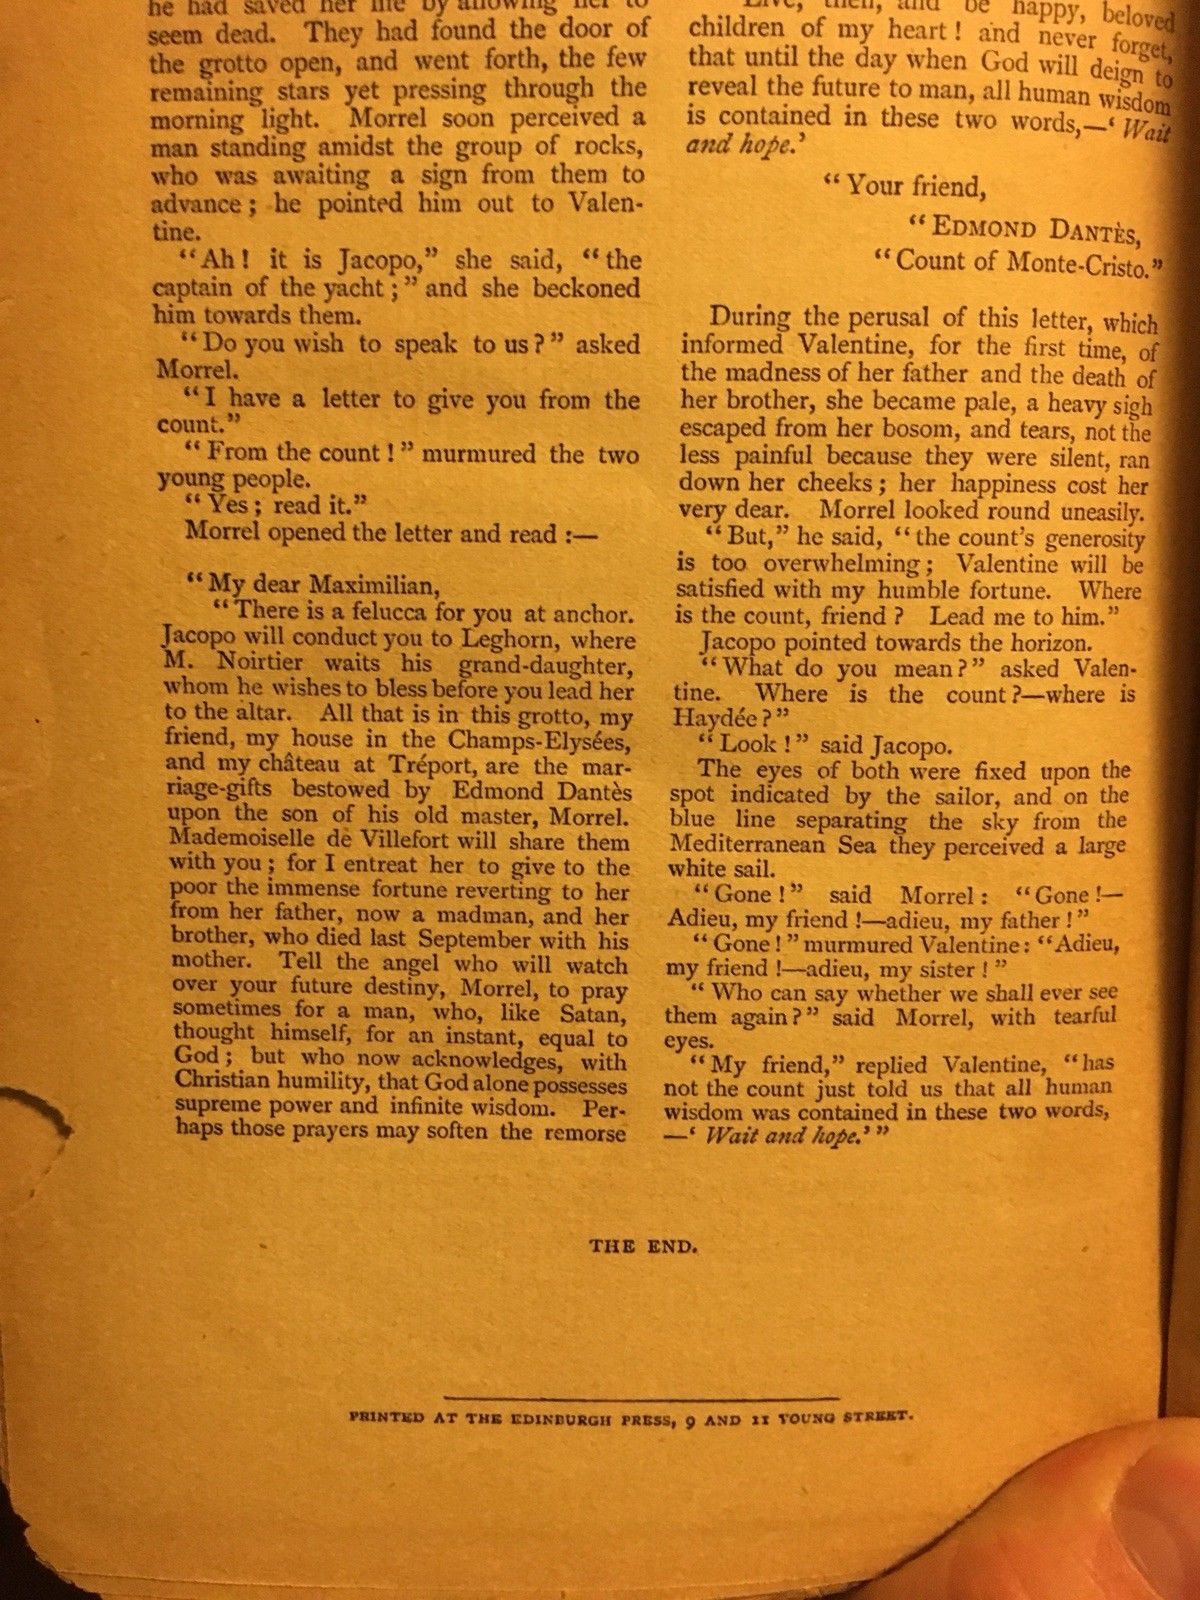 he had saved her life by allowing her to
seem dead. They had found the door of
the grotto open, and went forth, the few
remaining stars yet pressing through the
morning light. Morrel soon perceived a
man standing amidst the group of rocks,
who was awaiting a sign from them to
advance; he pointed him out to Valen-
tine.
"Ah! it is Jacopo," she said, "the
captain of the yacht;" and she beckoned
him towards them.
"Do you wish to speak to us?" asked
Morrel.
"I have a letter to give you from the
count."
"From the count!" murmured the two
young people.
"Yes; read it."
Morrel opened the letter and read:—
"My dear Maximilian,
"There is a felucca for you at anchor.
Jacopo will conduct you to Leghorn, where
M. Noirtier waits his grand-daughter,
whom he wishes to bless before you lead her
to the altar. All that is in this grotto, my
friend, my house in the Champs-Elysées,
and my château at Tréport, are the mar-
riage-gifts bestowed by Edmond Dantès
upon the son of his old master, Morrel.
Mademoiselle de Villefort will share them
with you; for I entreat her to give to the
poor the immense fortune reverting to her
from her father, now a madman, and her
brother, who died last September with his
mother. Tell the angel who will watch
over your future destiny, Morrel, to pray
sometimes for a man, who, like Satan,
thought himself, for an instant, equal to
God; but who now acknowledges, with
Christian humility, that God alone possesses
supreme power and infinite wisdom. Per-
haps those prayers may soften the remorse
Live, then, and be happy, beloved
children of my heart! and never forget,
that until the day when God will deign to
reveal the future to man, all human wisdom
is contained in these two words,—'Wait
and hope.'
"Your friend,
"EDMOND DANTÈS,
"Count of Monte-Cristo."
During the perusal of this letter, which
informed Valentine, for the first time, of
the madness of her father and the death of
her brother, she became pale, a heavy sigh
escaped from her bosom, and tears, not the
less painful because they were silent, ran
down her cheeks; her happiness cost her
very dear. Morrel looked round uneasily.
"But," he said, "the count's generosity
is too overwhelming; Valentine will be
satisfied with my humble fortune. Where
is the count, friend? Lead me to him."
Jacopo pointed towards the horizon.
"What do you mean?" asked Valen-
tine. Where is the count?—where is
Haydée?"
"Look!" said Jacopo.
The eyes of both were fixed upon the
spot indicated by the sailor, and on the
blue line separating the sky from the
Mediterranean Sea they perceived a large
white sail.
"Gone!" said Morrel: "Gone!—
Adieu, my friend!—adieu, my father!"
"Gone!" murmured Valentine: "Adieu,
my friend!—adieu, my sister!"
"Who can say whether we shall ever see
them again?" said Morrel, with tearful
eyes.
"My friend," replied Valentine, "has
not the count just told us that all human
wisdom was contained in these two words,
—'Wait and hope.'"
THE END.
PRINTED AT THE EDINBURGH PRESS, 9 AND 11 YOUNG STREET.